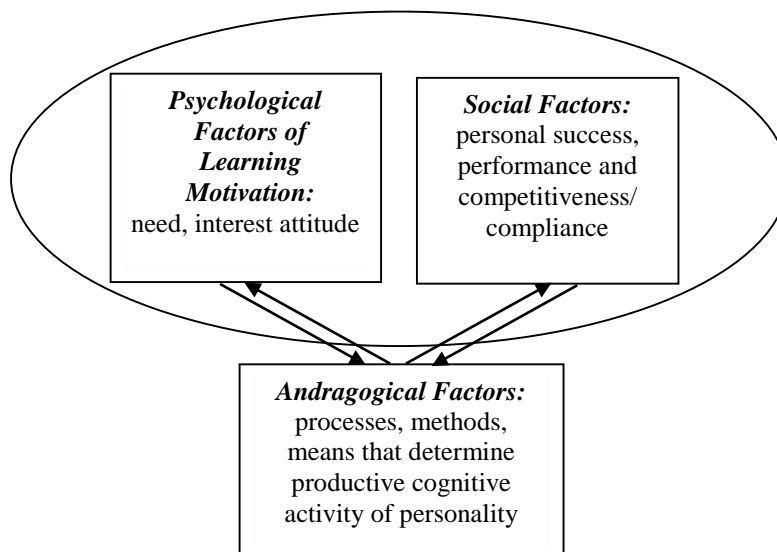 Psychological
Factors of
Learning
Motivation:
need, interest attitude
Social Factors:
personal success,
performance and
competitiveness/
compliance
Andragogical Factors:
processes, methods,
means that determine
productive cognitive
activity of personality